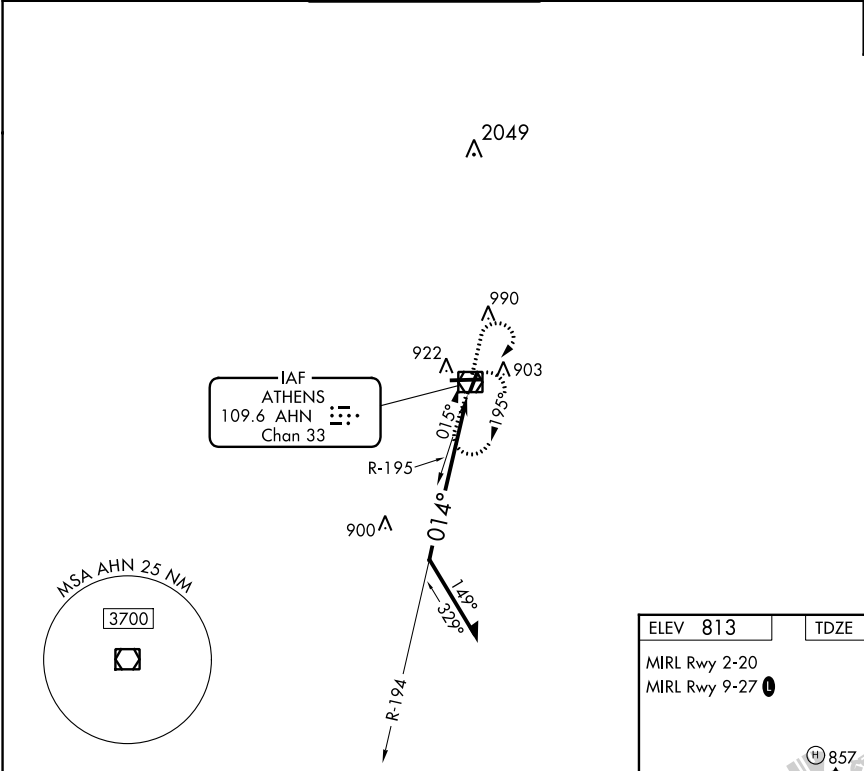 2049
990
922
903
IAF
ATHENS
109.6 AHN
Chan 33
015°
195°
R-195
014°
900
149°
329°
MSA AHN 25 NM
3700
R-194
ELEV 813
TDZE
MIRL Rwy 2-20
MIRL Rwy 9-27 L
H 857